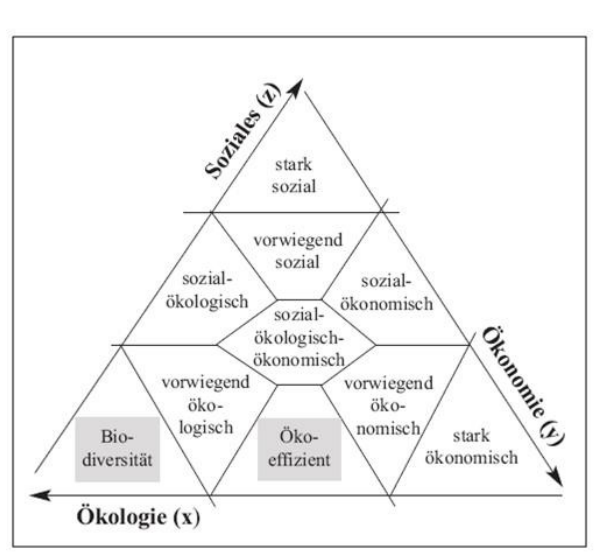 Soziales (z)
stark
sozial
vorwiegend
sozial
sozial-
ökologisch
sozial-
ökonomisch
sozial-
ökologisch-
ökonomisch
Ökonomie (y)
vorwiegend
öko-
logisch
vorwiegend
öko-
nomisch
Bio-
diversität
Öko-
effizient
stark
ökonomisch
Ökologie (x)